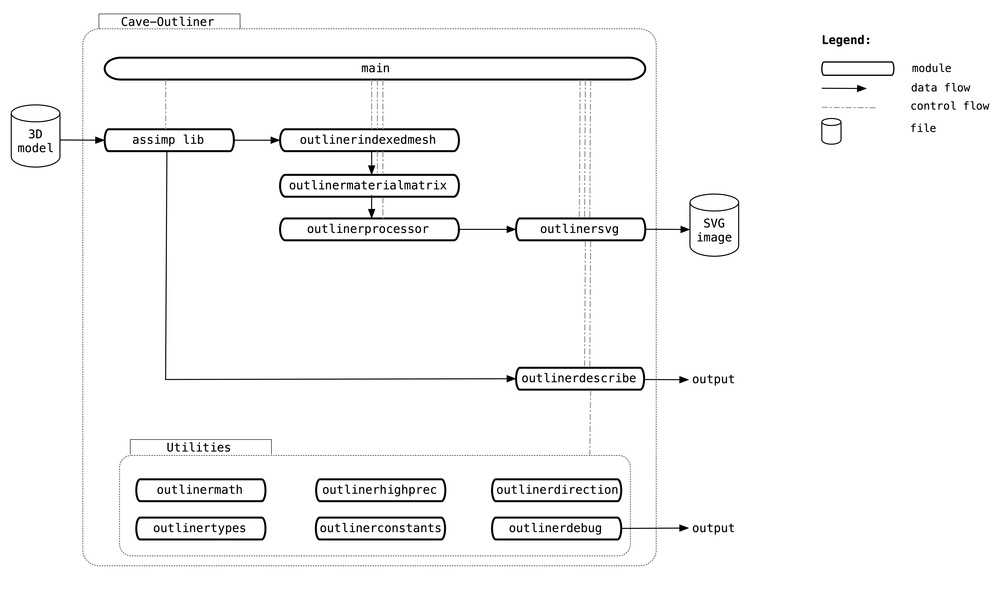 Cave-Outliner
Legend:
main
module
data flow
control flow
file
3D
model
assimp lib
outlinerindexedmesh
outlinermaterialmatrix
outlinerprocessor
outlinersvg
SVG
image
outlinerdescribe
output
Utilities
outlinermath
outlinerhighprec
outlinerdirection
outlinertypes
outlinerconstants
outlinerdebug
output